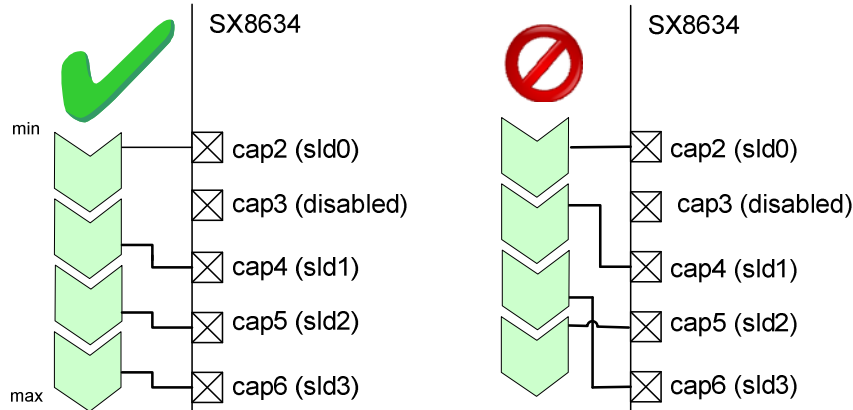 SX8634
min
cap2 (sld0)
cap3 (disabled)
cap4 (sld1)
cap5 (sld2)
cap6 (sld3)
max
SX8634
cap2 (sld0)
cap3 (disabled)
cap4 (sld1)
cap5 (sld2)
cap6 (sld3)